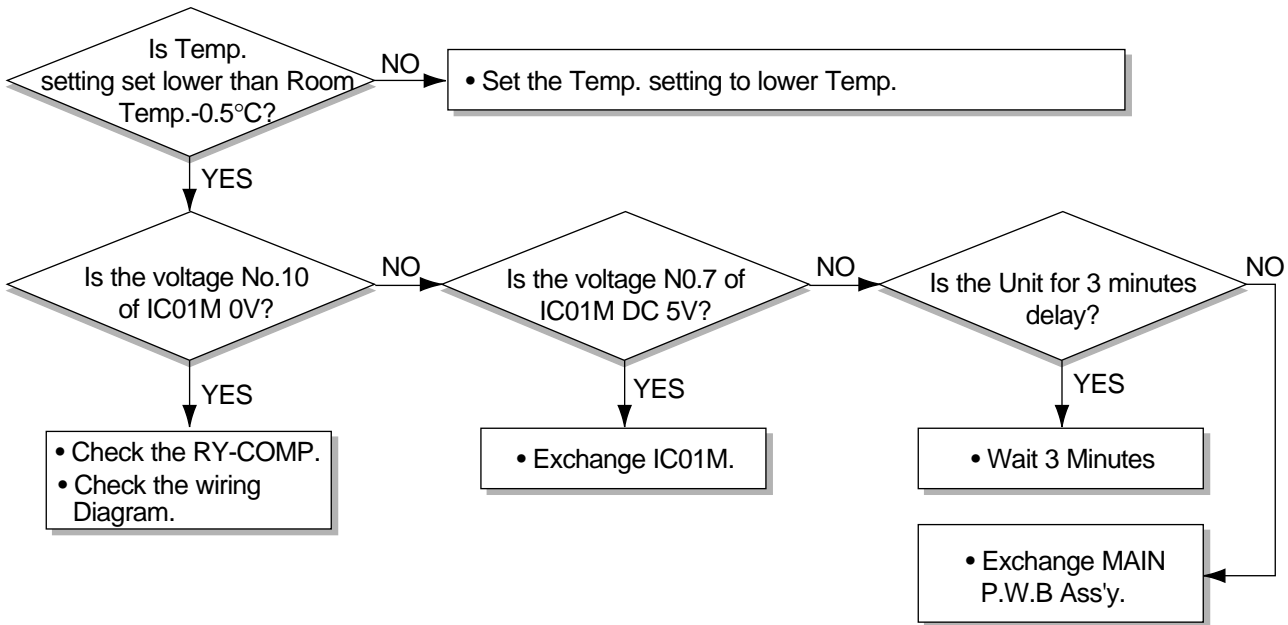 Is Temp.
setting set lower than Room
Temp.-0.5°C?
NO
• Set the Temp. setting to lower Temp.
YES
Is the voltage No.10
of IC01M 0V?
NO
Is the voltage N0.7 of
IC01M DC 5V?
NO
Is the Unit for 3 minutes
delay?
NO
YES
• Check the RY-COMP.
• Check the wiring
Diagram.
YES
• Exchange IC01M.
YES
• Wait 3 Minutes
• Exchange MAIN
P.W.B Ass'y.